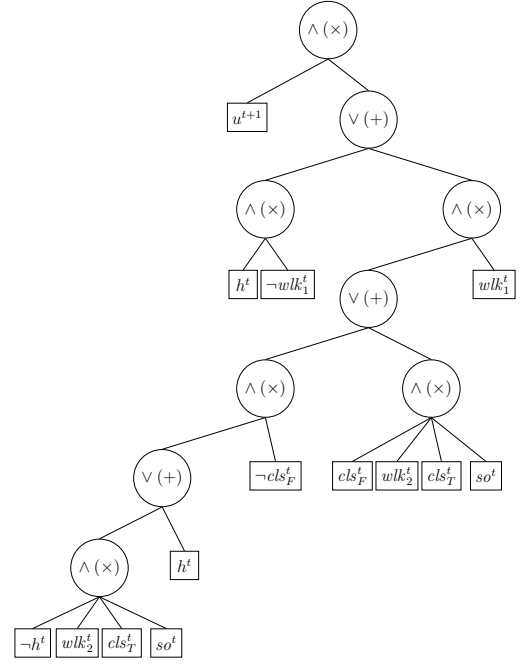 ∧ (×)
u^{t+1} ∨ (+)
∧ (×) ∧ (×)
h^t ¬wlk_1^t ∨ (+) wlk_1^t
∧ (×) ∧ (×)
∨ (+) ¬cls_F^t cls_F^t wlk_2^t cls_T^t so^t
∧ (×) h^t
¬h^t wlk_2^t cls_T^t so^t